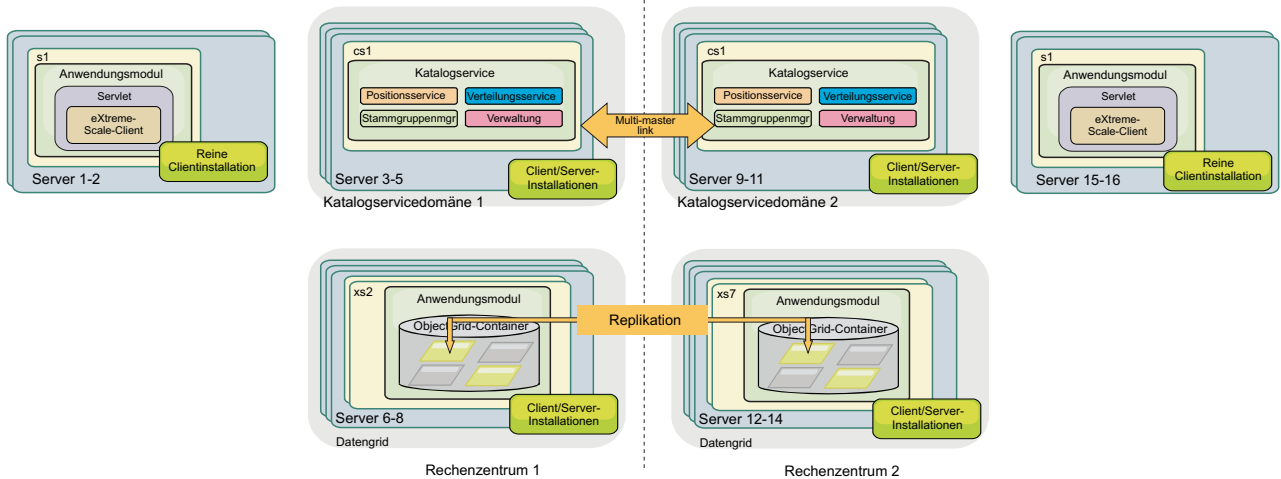 s1
Anwendungsmodul
Servlet
eXtreme-
Scale-Client
Reine
Clientinstallation
Server 1-2
cs1
Katalogservice
Positionsservice
Verteilungsservice
Stammgruppenmgr
Verwaltung
Client/Server-
Installationen
Server 3-5
Katalogservicedomäne 1
Multi-master
link
cs1
Katalogservice
Positionsservice
Verteilungsservice
Stammgruppenmgr
Verwaltung
Client/Server-
Installationen
Server 9-11
Katalogservicedomäne 2
s1
Anwendungsmodul
Servlet
eXtreme-
Scale-Client
Reine
Clientinstallation
Server 15-16
xs2
Anwendungsmodul
ObjectGrid-Container
Client/Server-
Installationen
Server 6-8
Datengrid
Replikation
xs7
Anwendungsmodul
ObjectGrid-Container
Client/Server-
Installationen
Server 12-14
Datengrid
Rechenzentrum 1
Rechenzentrum 2